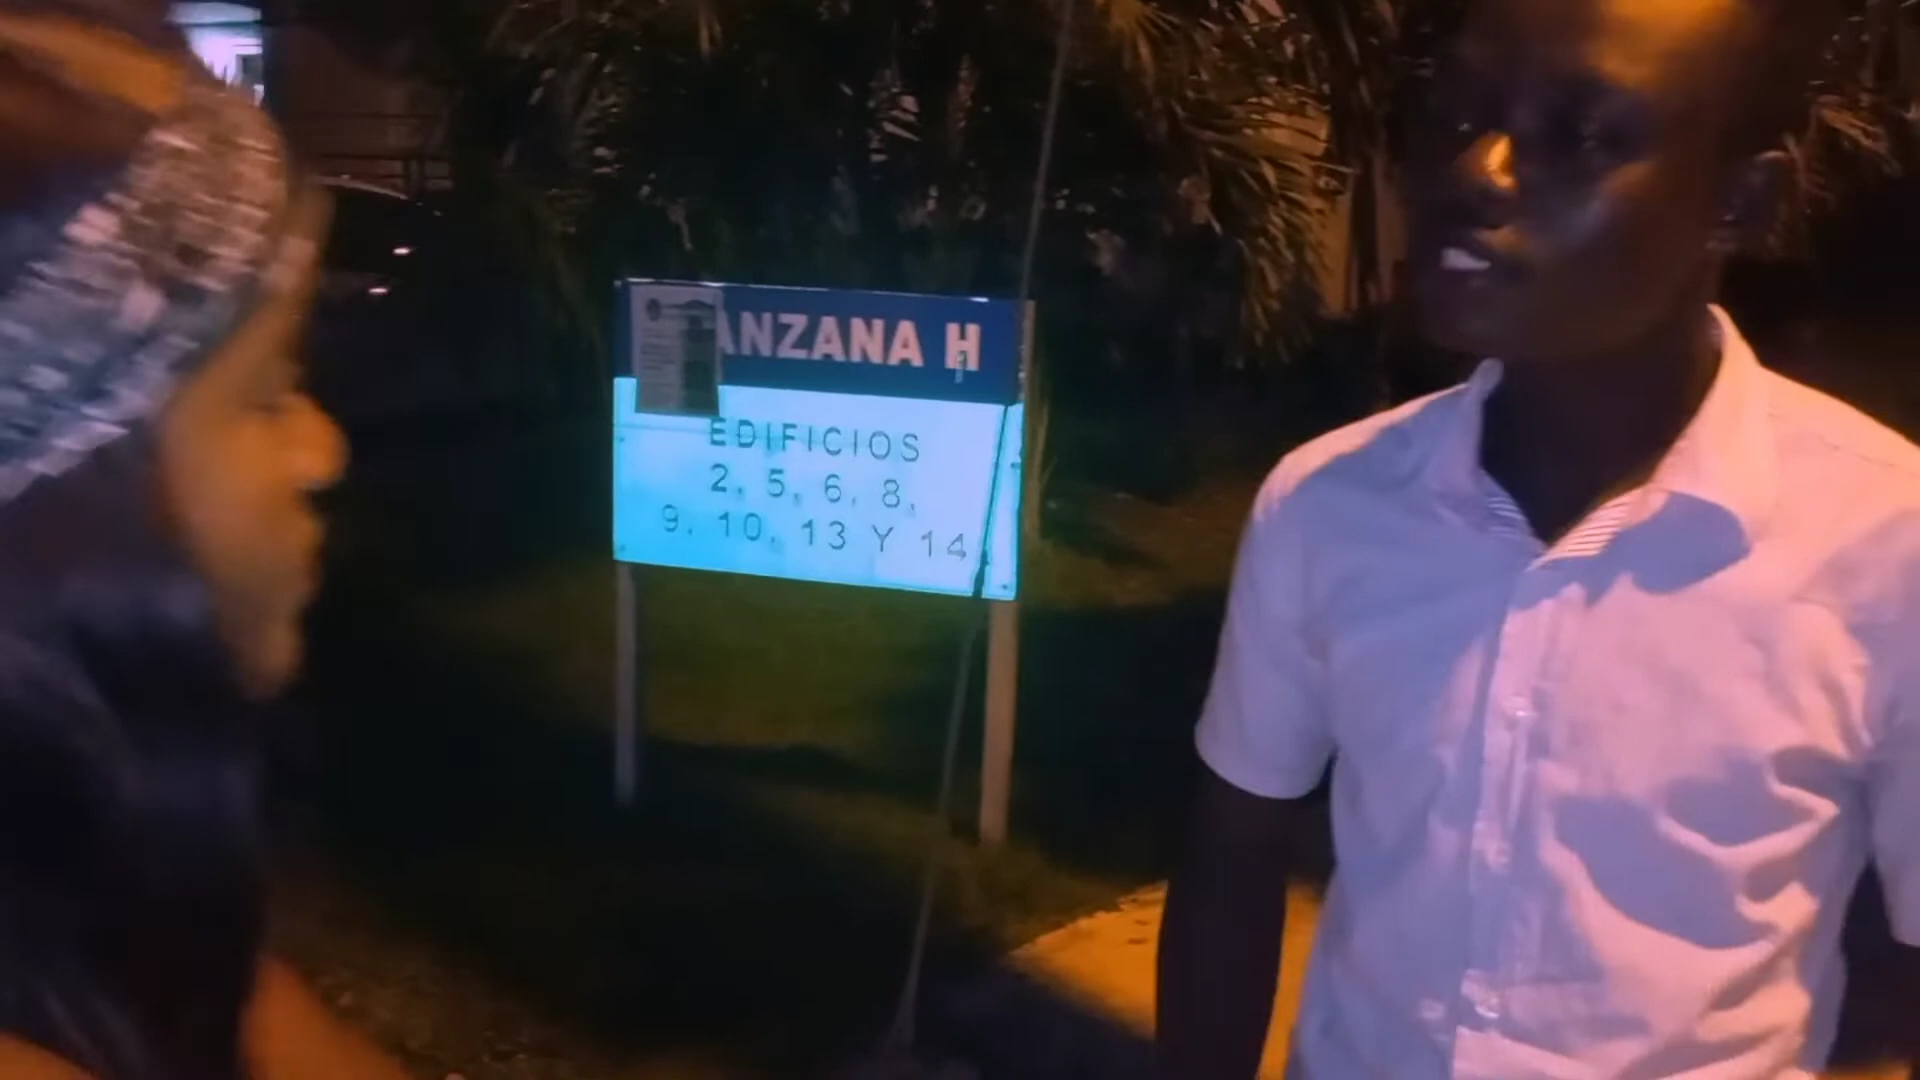 ANZANA H
EDIFICIOS
2, 5, 6, 8,
9, 10, 13 Y 14